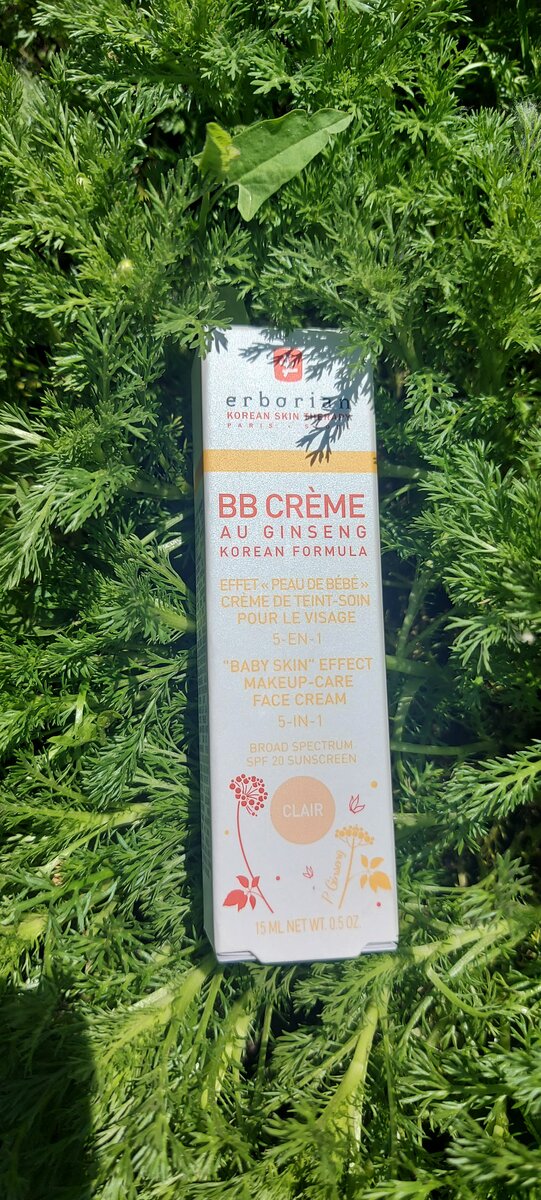 erborian
KOREAN SKIN THERAPY
PARIS - S
BB CRÈME
AU GINSENG
KOREAN FORMULA
EFFET « PEAU DE BÉBÉ »
CRÈME DE TEINT-SOIN
POUR LE VISAGE
5-EN-1
"BABY SKIN" EFFECT
MAKEUP-CARE
FACE CREAM
5-IN-1
BROAD SPECTRUM
SPF 20 SUNSCREEN
CLAIR
P. Ginseng
15 ML NET WT. 0.5 OZ.